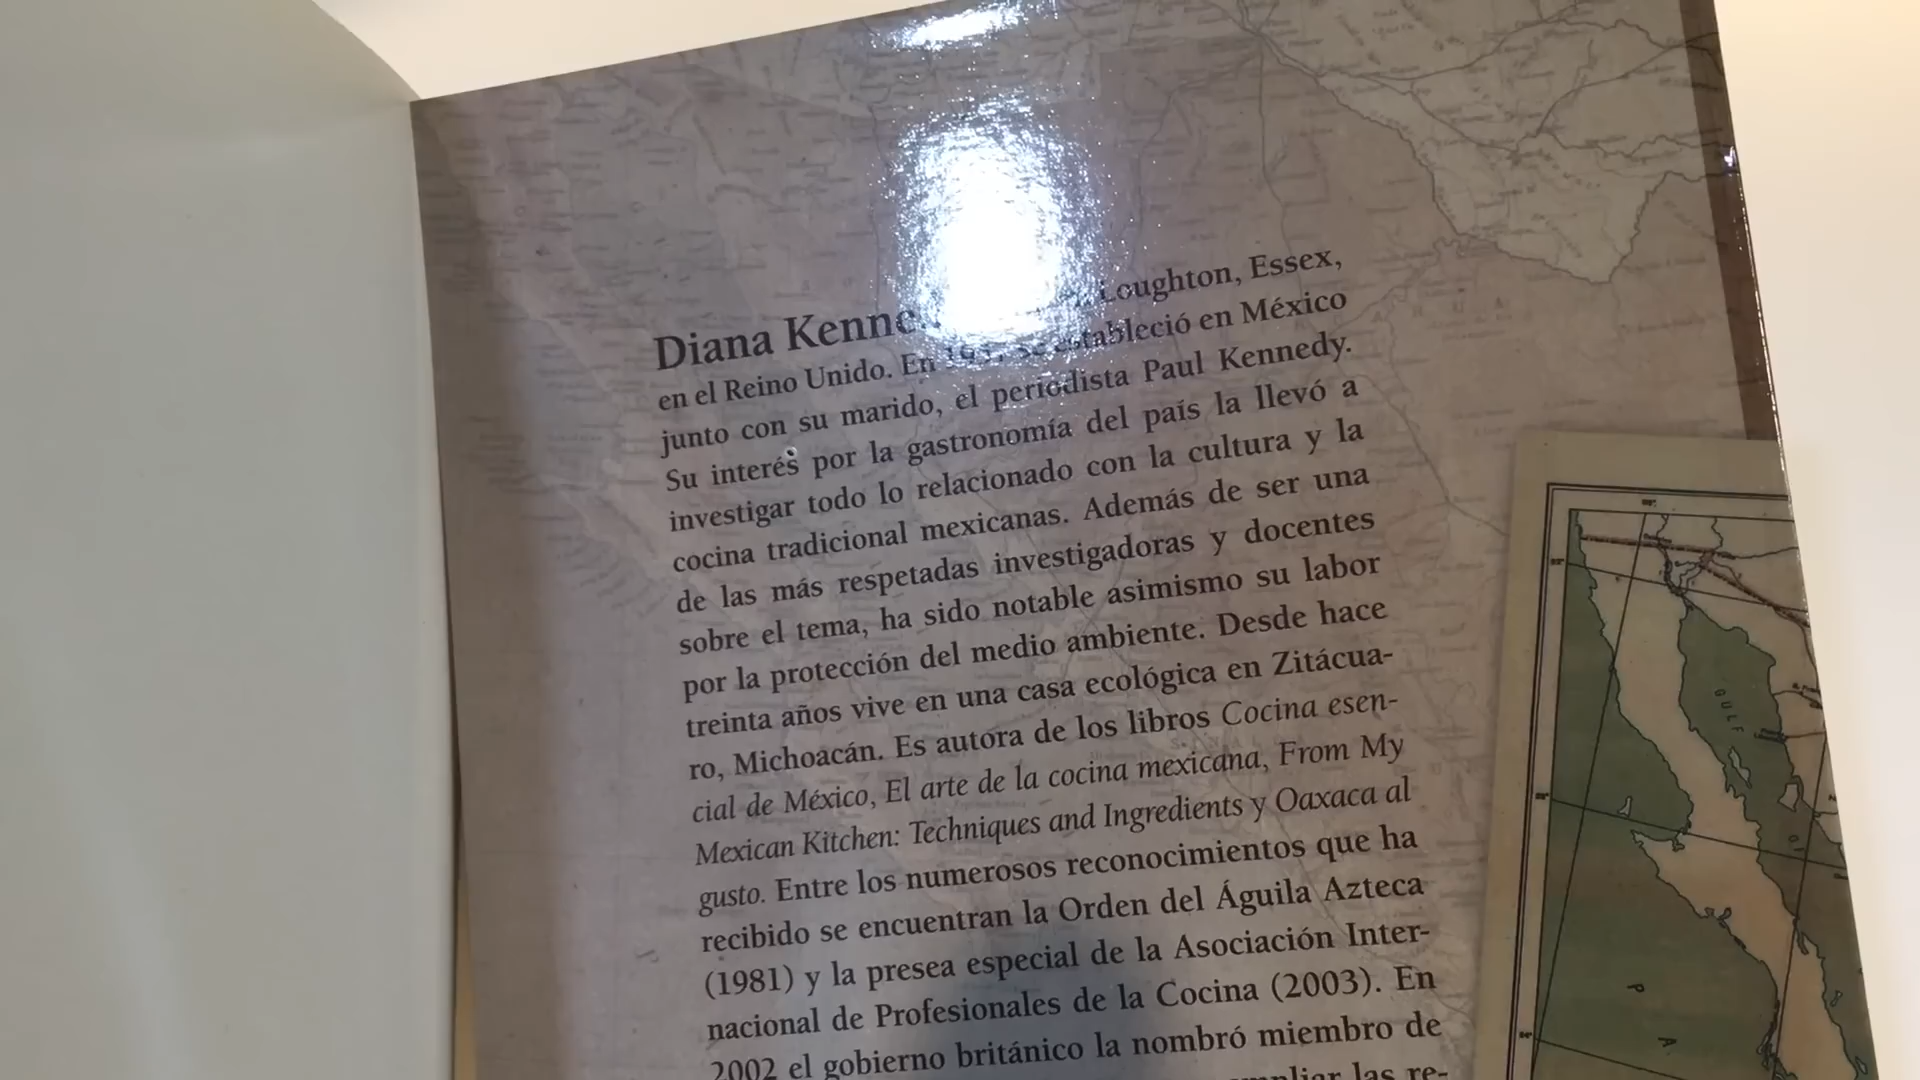 Diana Loughton, Essex,
en el Reino Unido. En se estableció en México
junto con su marido, el periodista Paul Kennedy.
Su interés por la gastronomía del país la llevó a
investigar todo lo relacionado con la cultura y la
cocina tradicional mexicanas. Además de ser una
de las más respetadas investigadoras y docentes
sobre el tema, ha sido notable asimismo su labor
por la protección del medio ambiente. Desde hace
treinta años vive en una casa ecológica en Zitácua-
ro, Michoacán. Es autora de los libros Cocina esen-
cial de México, El arte de la cocina mexicana, From My
Mexican Kitchen: Techniques and Ingredients y Oaxaca al
gusto. Entre los numerosos reconocimientos que ha
recibido se encuentran la Orden del Águila Azteca
(1981) y la presea especial de la Asociación Inter-
nacional de Profesionales de la Cocina (2003). En
2002 el gobierno británico la nombró miembro de
las re-
GULF
P
A